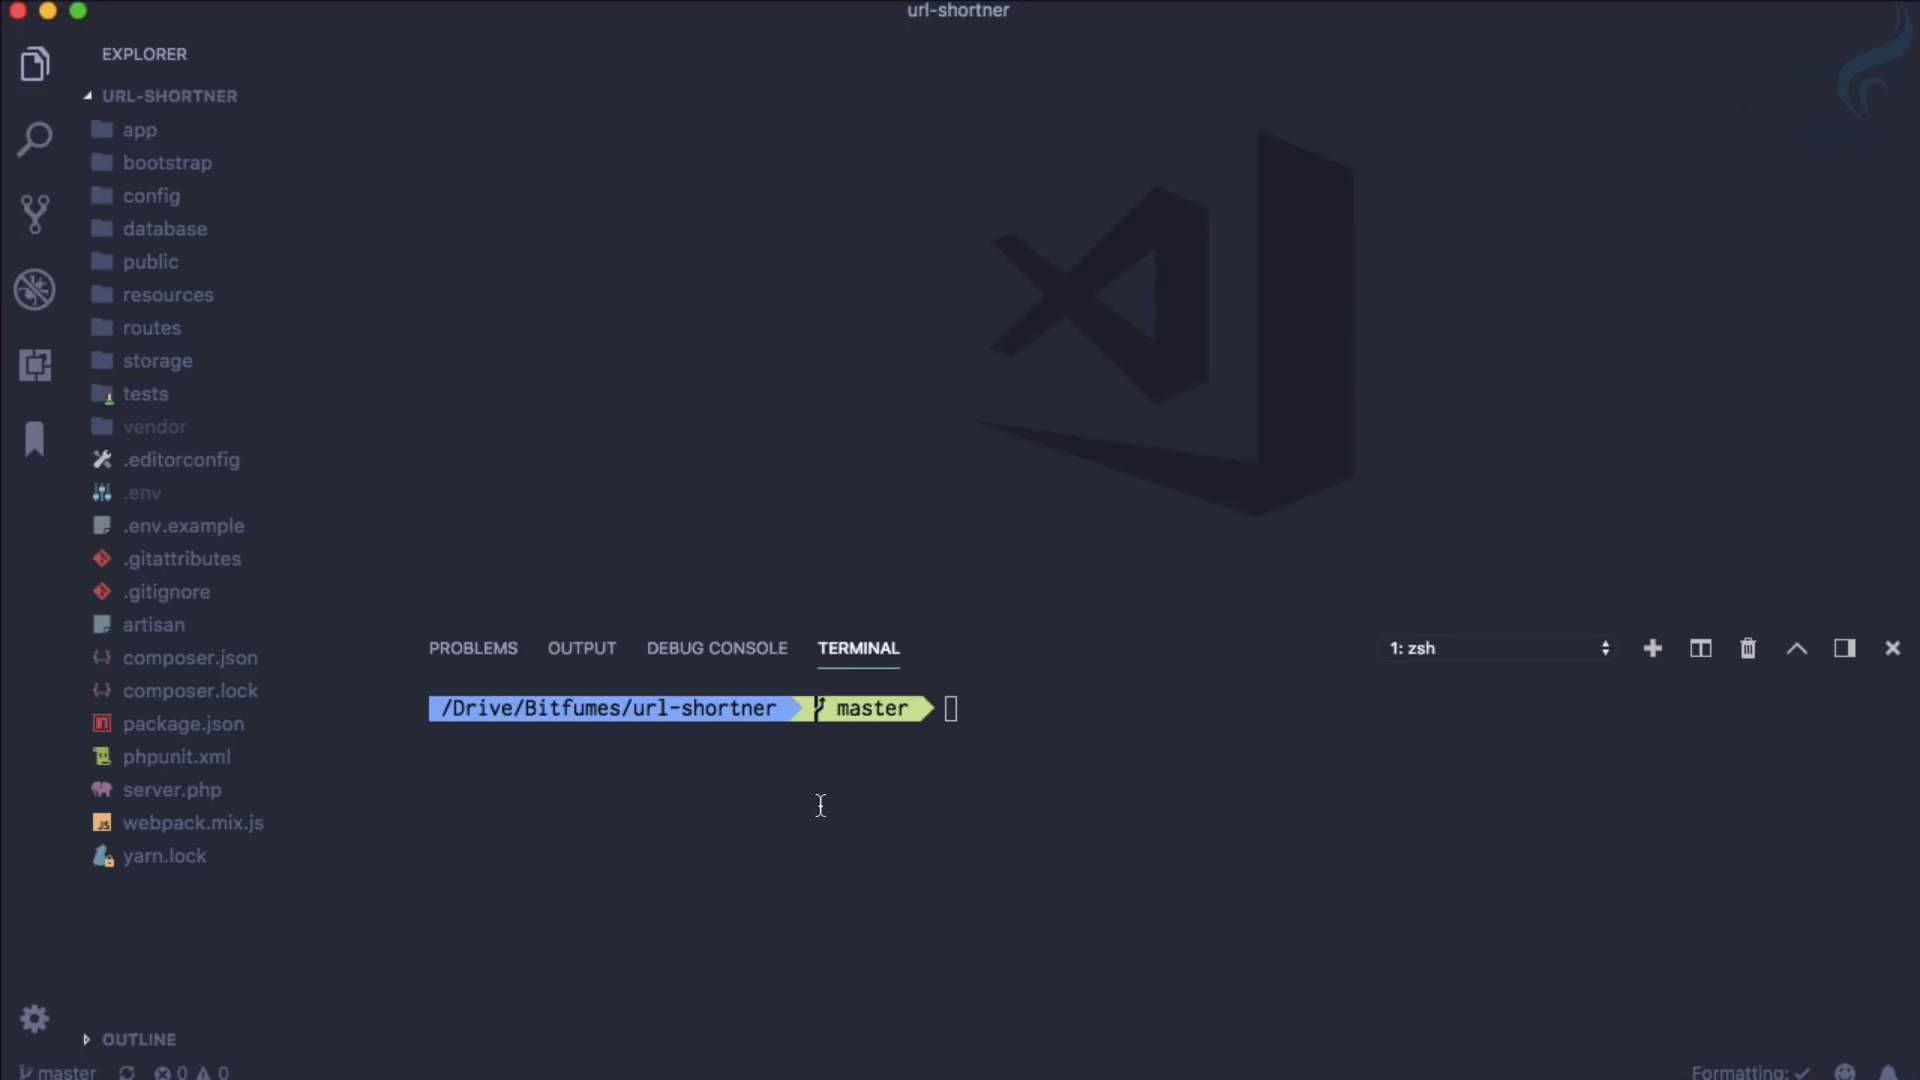 url-shortner
EXPLORER
URL-SHORTNER
app
bootstrap
config
database
public
resources
routes
storage
tests
vendor
.editorconfig
.env
.env.example
.gitattributes
.gitignore
artisan
composer.json
composer.lock
package.json
phpunit.xml
server.php
webpack.mix.js
yarn.lock
OUTLINE
PROBLEMS OUTPUT DEBUG CONSOLE TERMINAL 1: zsh
/Drive/Bitfumes/url-shortner master
master 0 0 Formatting: